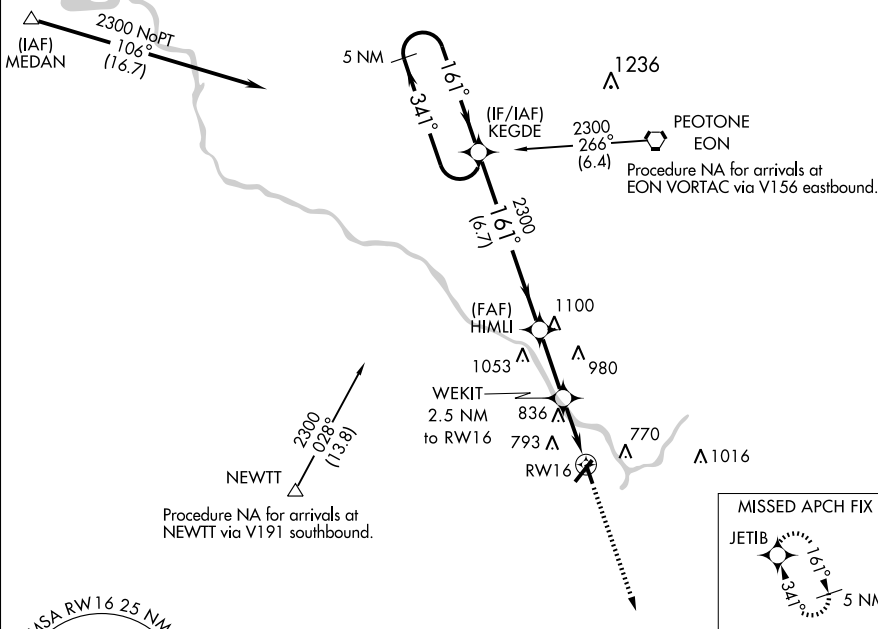 2300 NoPT
106°
(16.7)
(IAF)
MEDAN
5 NM
161°
341°
(IF/IAF)
KEGDE
1236
2300
266°
(6.4)
PEOTONE
EON
Procedure NA for arrivals at
EON VORTAC via V156 eastbound.
2300
161°
(6.7)
(FAF)
HIMLI
1100
1053
980
WEKIT
2.5 NM
to RW16
836
793
770
1016
RW16
2300
028°
(13.8)
NEWTT
Procedure NA for arrivals at
NEWTT via V191 southbound.
MISSED APCH FIX
JETIB
161°
341°
5 NM
MSA RW16 25 NM